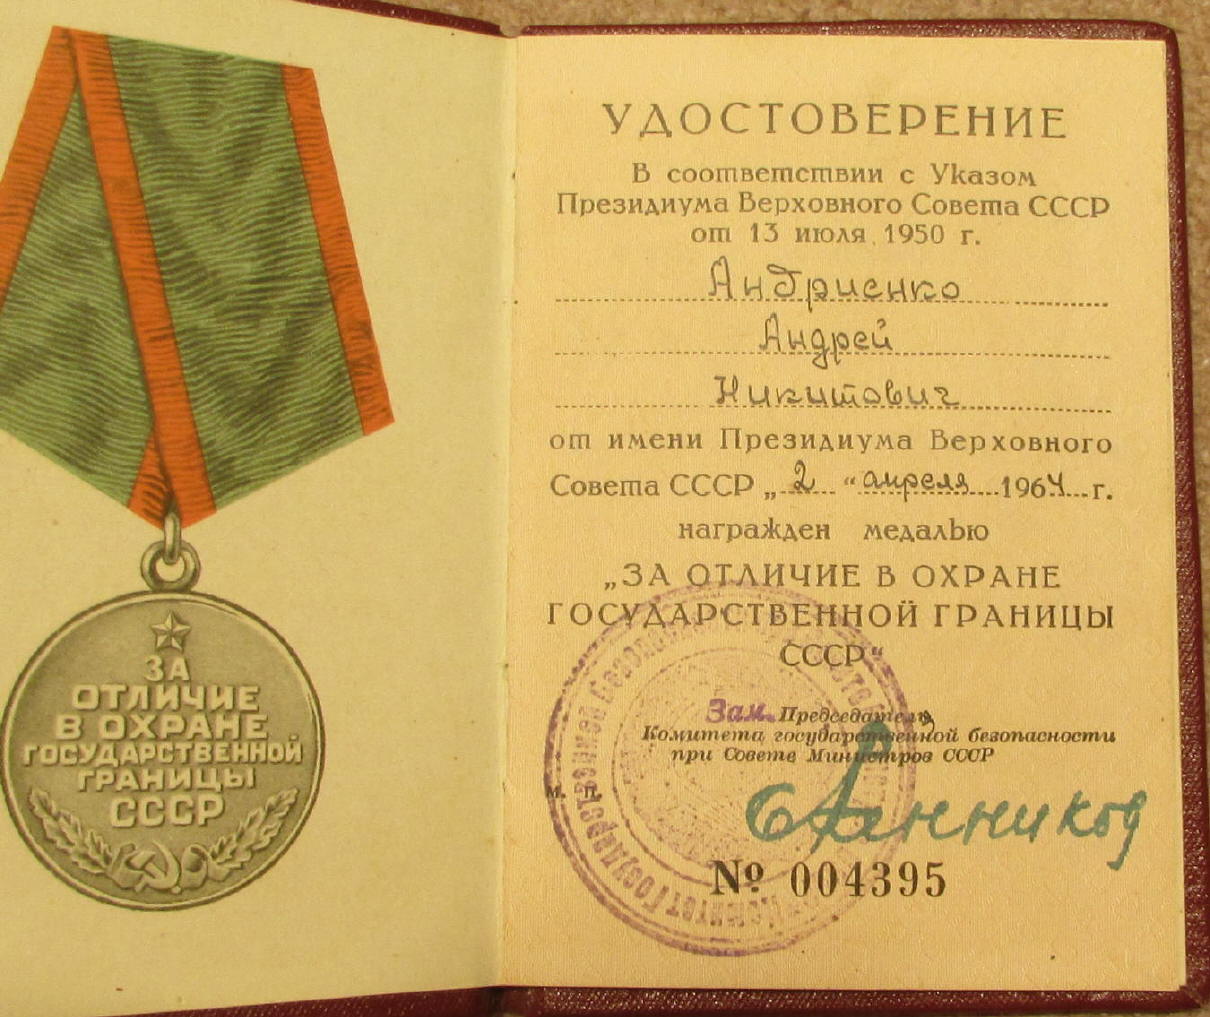 ЗА
ОТЛИЧИЕ
В ОХРАНЕ
ГОСУДАРСТВЕННОЙ
ГРАНИЦЫ
СССР
УДОСТОВЕРЕНИЕ
В соответствии с Указом
Президиума Верховного Совета СССР
от 13 июля 1950 г.
Андриенко
Андрей
Никитович
от имени Президиума Верховного
Совета СССР „2“ апреля 1964 г.
награжден медалью
„ЗА ОТЛИЧИЕ В ОХРАНЕ
ГОСУДАРСТВЕННОЙ ГРАНИЦЫ
СССР“
Зам. Председателя
Комитета государственной безопасности
при Совете Министров СССР
М. П.
№ 004395